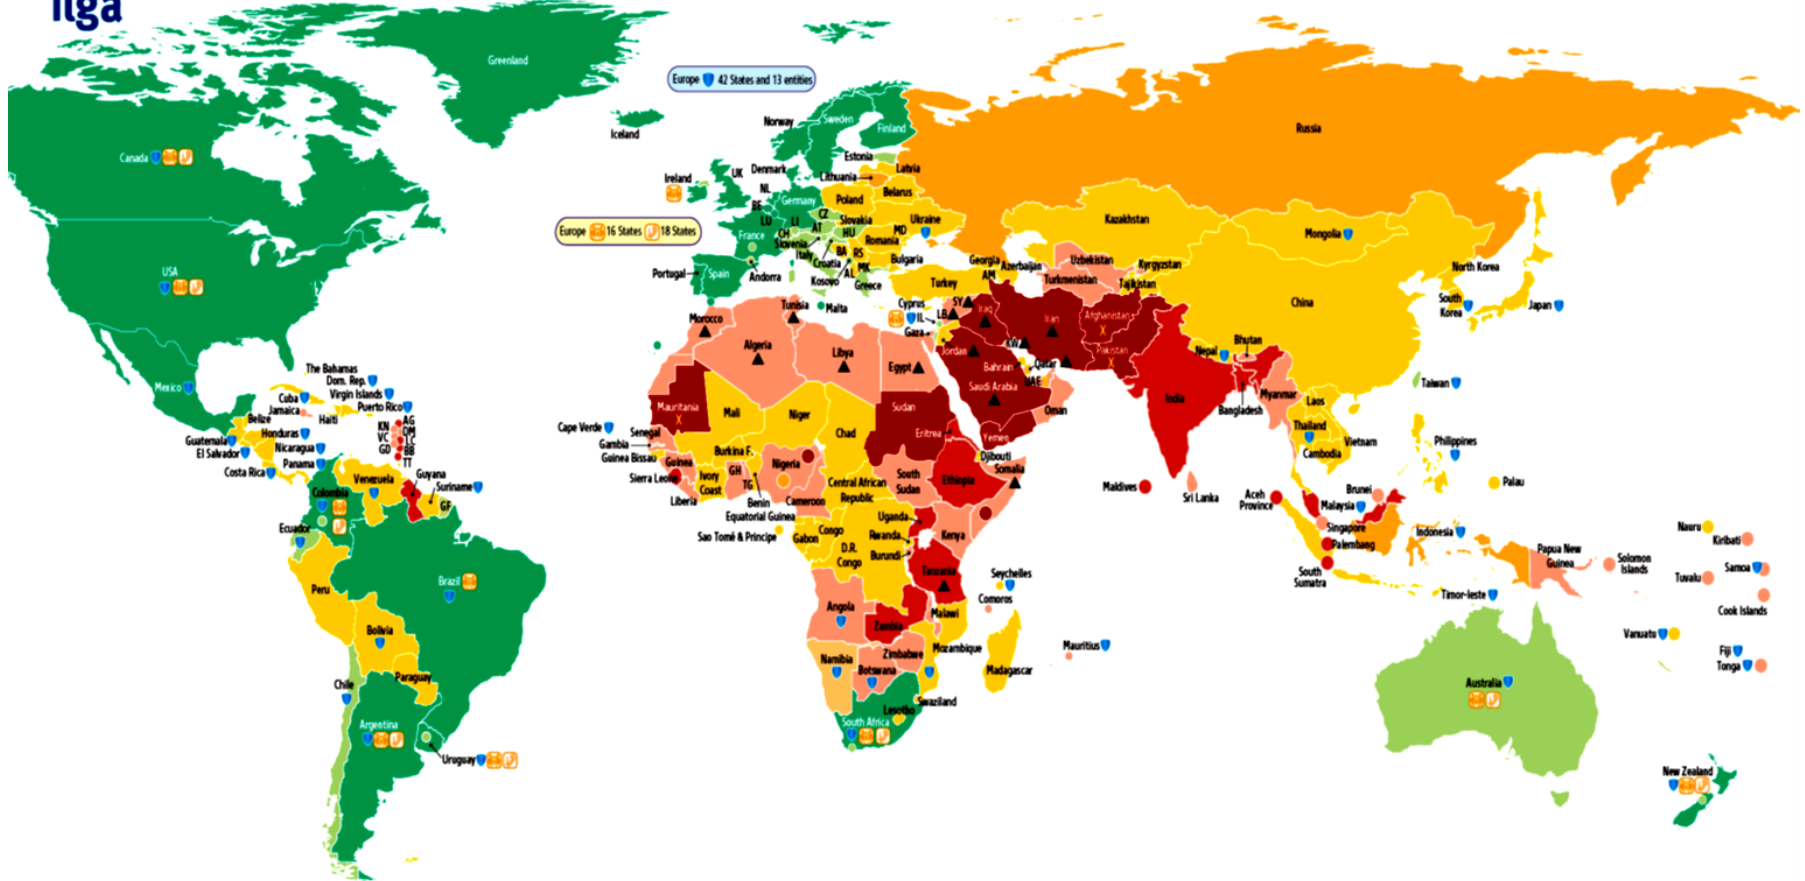 ilga
Greenland
Europe 42 States and 13 entities
Iceland
Norway
Sweden
Finland
Russia
Canada
Estonia
Latvia
Lithuania
Denmark
UK
Ireland
NL
BE
LU
Germany
Poland
Belarus
CZ
Slovakia
Ukraine
LI
AT
HU
MD
CH
France
Slovenia
Romania
Europe 16 States 18 States
Italy
Croatia
BA
RS
Bulgaria
Kosovo
AL
MK
Greece
Portugal
Spain
Andorra
Malta
Kazakhstan
Mongolia
USA
Georgia
AM
Azerbaijan
Uzbekistan
Turkmenistan
Kyrgyzstan
Tajikistan
North Korea
South
Korea
Japan
China
Turkey
Cyprus
SY
LB
IL
Gaza
Iraq
Iran
Afghanistan
Pakistan
Jordan
KW
Bahrain
Qatar
UAE
Saudi Arabia
Oman
Yemen
Nepal
Bhutan
India
Bangladesh
Myanmar
Taiwan
Laos
Thailand
Vietnam
Cambodia
Philippines
Mexico
The Bahamas
Dom. Rep.
Virgin Islands
Puerto Rico
Cuba
Jamaica
Haiti
Belize
Guatemala
Honduras
El Salvador
Nicaragua
Costa Rica
Panama
KN
AG
DM
VC
LC
GD
BB
TT
Guyana
Suriname
GF
Venezuela
Colombia
Ecuador
Peru
Brazil
Bolivia
Paraguay
Chile
Argentina
Uruguay
Morocco
Tunisia
Algeria
Libya
Egypt
Mauritania
Mali
Niger
Chad
Sudan
Eritrea
Cape Verde
Senegal
Gambia
Guinea Bissau
Guinea
Sierra Leone
Liberia
Ivory
Coast
Burkina F.
GH
TG
Benin
Nigeria
Cameroon
Equatorial Guinea
Sao Tomé & Principe
Central African
Republic
South
Sudan
Ethiopia
Djibouti
Somalia
Gabon
Congo
D.R.
Congo
Uganda
Rwanda
Burundi
Kenya
Tanzania
Seychelles
Comoros
Angola
Zambia
Malawi
Mozambique
Zimbabwe
Namibia
Botswana
Madagascar
Mauritius
Swaziland
Lesotho
South Africa
Maldives
Sri Lanka
Aceh
Province
Brunei
Malaysia
Singapore
Palembang
South
Sumatra
Indonesia
Timor-leste
Palau
Papua New
Guinea
Solomon
Islands
Nauru
Kiribati
Tuvalu
Samoa
Cook Islands
Vanuatu
Fiji
Tonga
Australia
New Zealand